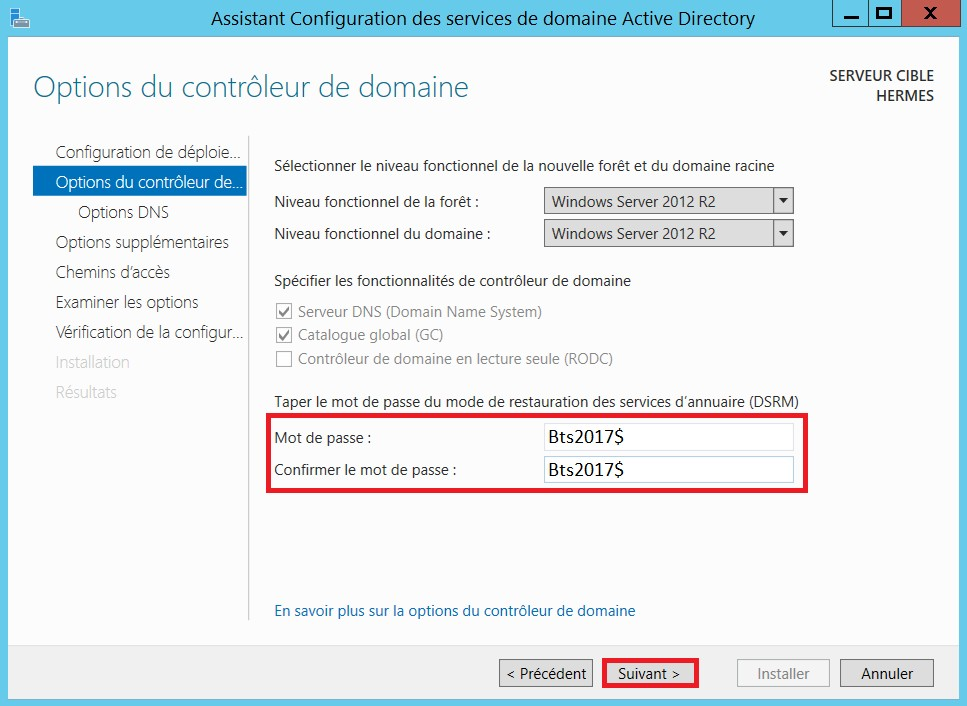 Assistant Configuration des services de domaine Active Directory
Options du contrôleur de domaine
SERVEUR CIBLE
HERMES
Configuration de déploie...
Options du contrôleur de...
Options DNS
Options supplémentaires
Chemins d'accès
Examiner les options
Vérification de la configur...
Installation
Résultats
Sélectionner le niveau fonctionnel de la nouvelle forêt et du domaine racine
Niveau fonctionnel de la forêt : Windows Server 2012 R2
Niveau fonctionnel du domaine : Windows Server 2012 R2
Spécifier les fonctionnalités de contrôleur de domaine
Serveur DNS (Domain Name System)
Catalogue global (GC)
Contrôleur de domaine en lecture seule (RODC)
Taper le mot de passe du mode de restauration des services d'annuaire (DSRM)
Mot de passe : Bts2017$
Confirmer le mot de passe : Bts2017$
En savoir plus sur la options du contrôleur de domaine
< Précédent Suivant > Installer Annuler